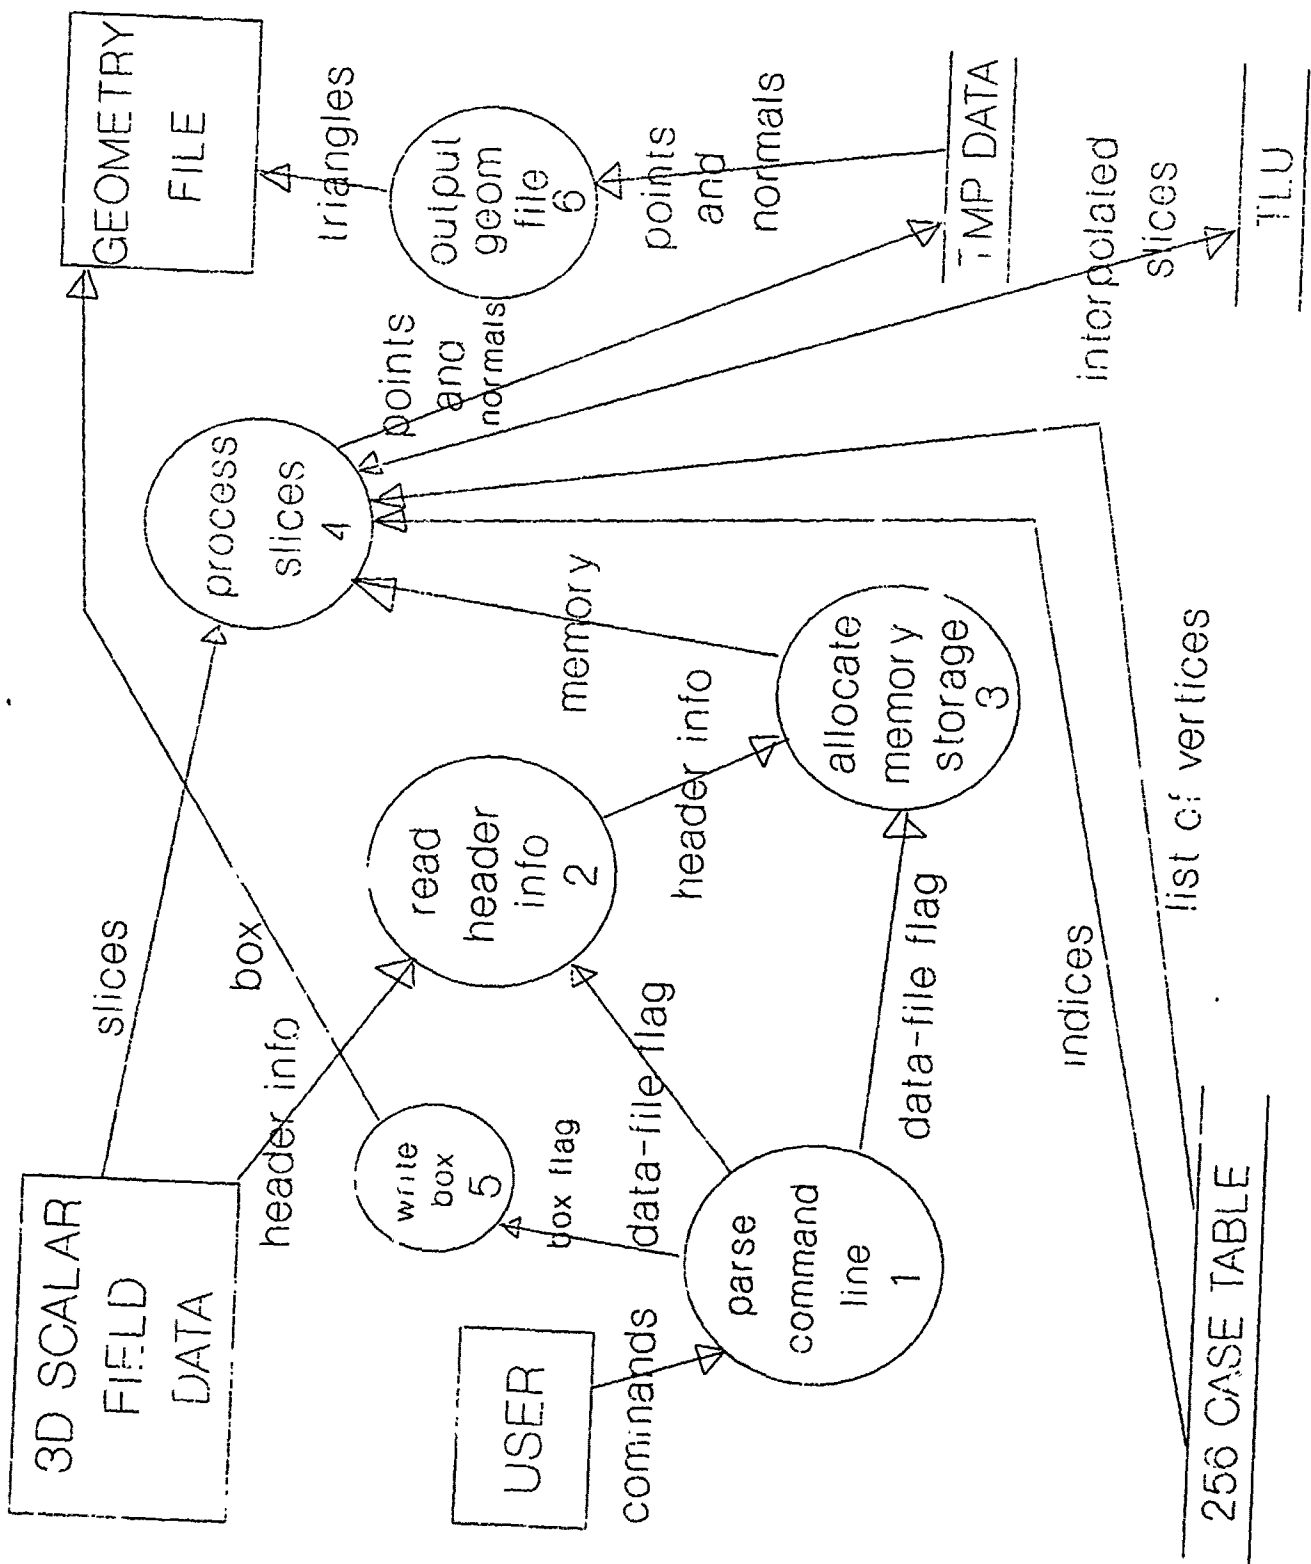 3D SCALAR
FIELD
DATA
slices
box
header info
GEOMETRY
FILE
process
slices
4
triangles
output
geom
file
6
points
and
normals
points
and
normals
write
box
5
read
header
info
2
memory
header info
USER
commands
box flag
data-file flag
parse
command
line
1
data-file flag
allocate
memory
storage
3
indices
list of vertices
interpolated
slices
TMP DATA
TLU
256 CASE TABLE